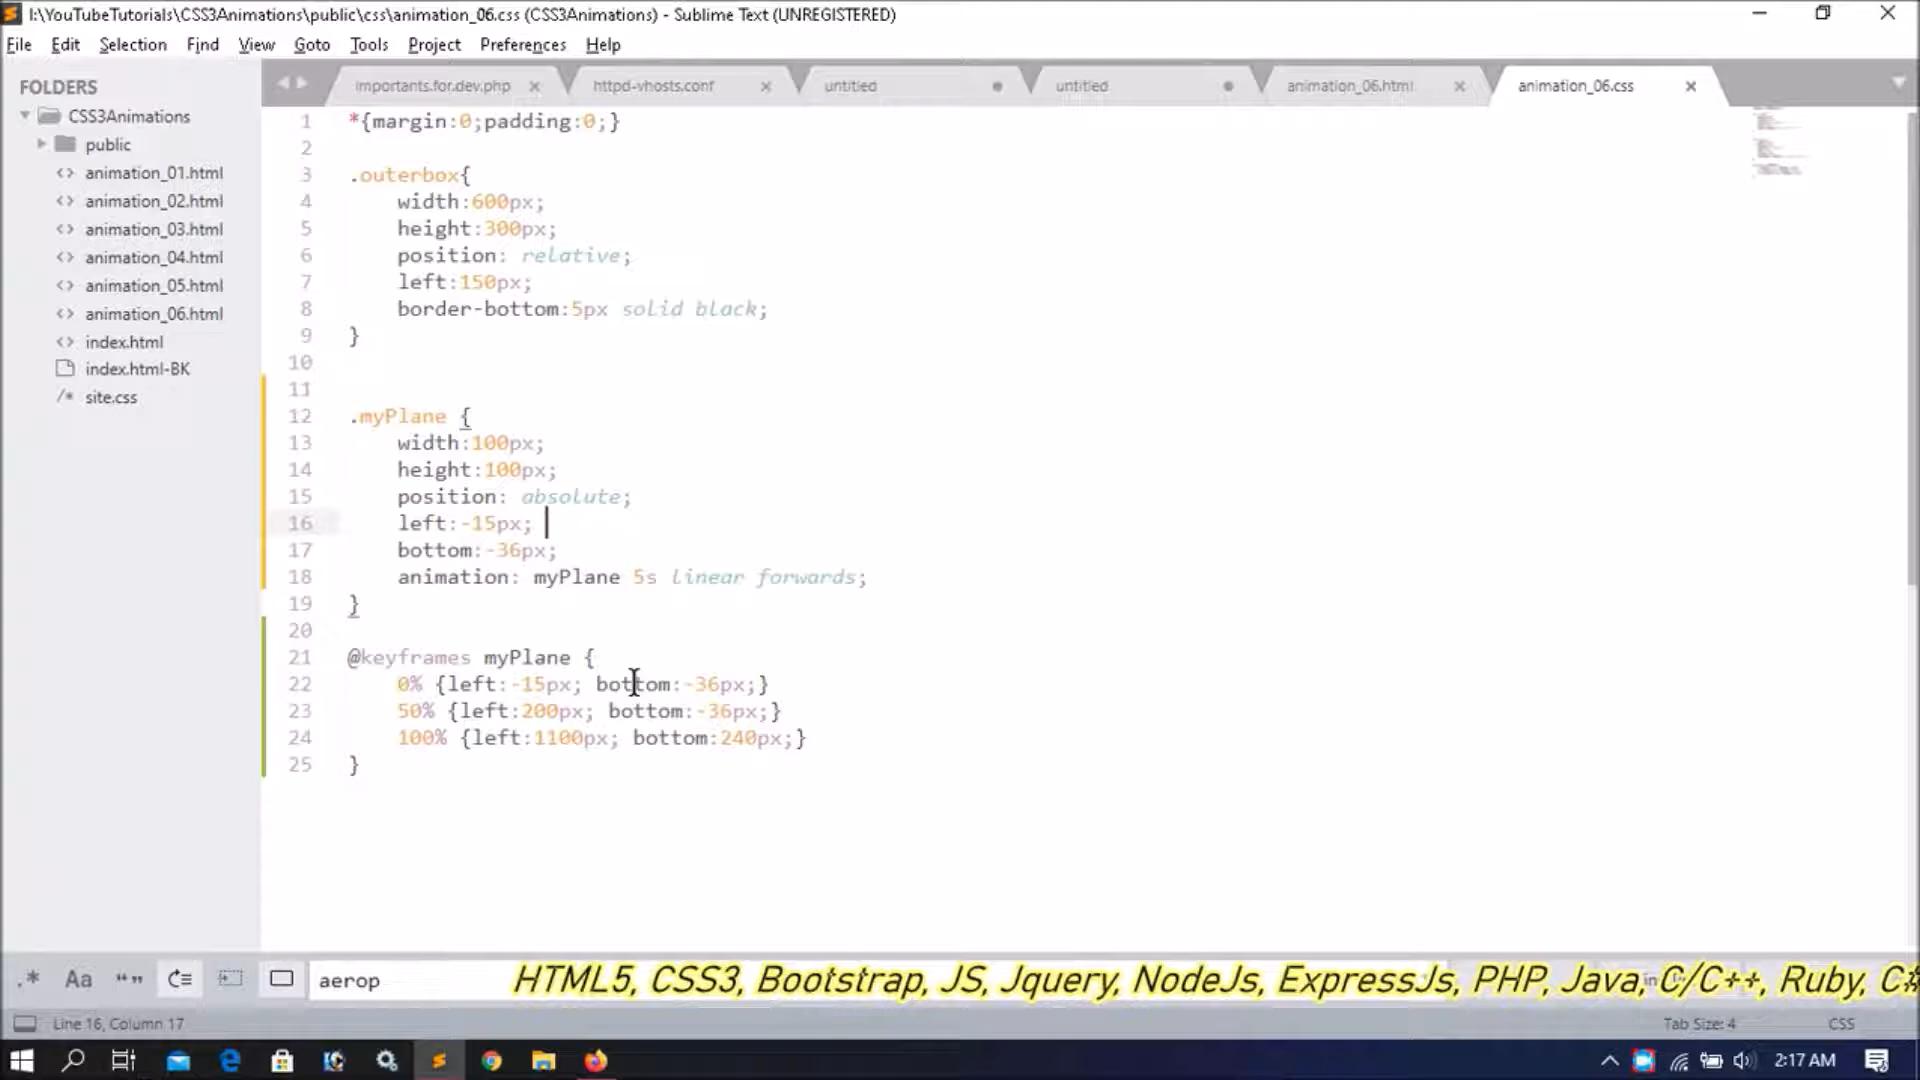 I:\YouTubeTutorials\CSS3Animations\public\css\animation_06.css (CSS3Animations) - Sublime Text (UNREGISTERED)
File Edit Selection Find View Goto Tools Project Preferences Help
FOLDERS
CSS3Animations
public
<> animation_01.html
<> animation_02.html
<> animation_03.html
<> animation_04.html
<> animation_05.html
<> animation_06.html
<> index.html
index.html-BK
/* site.css
importants.for.dev.php httpd-vhosts.conf untitled untitled animation_06.html animation_06.css
1 *{margin:0;padding:0;}
2
3 .outerbox{
4 width:600px;
5 height:300px;
6 position: relative;
7 left:150px;
8 border-bottom:5px solid black;
9 }
10
11
12 .myPlane {
13 width:100px;
14 height:100px;
15 position: absolute;
16 left:-15px;
17 bottom:-36px;
18 animation: myPlane 5s linear forwards;
19 }
20
21 @keyframes myPlane {
22 0% {left:-15px; bottom:-36px;}
23 50% {left:200px; bottom:-36px;}
24 100% {left:1100px; bottom:240px;}
25 }
.* Aa “” aerop
HTML5, CSS3, Bootstrap, JS, Jquery, NodeJs, ExpressJs, PHP, Java, C/C++, Ruby, C#
Line 16, Column 17 Tab Size: 4 CSS
2:17 AM